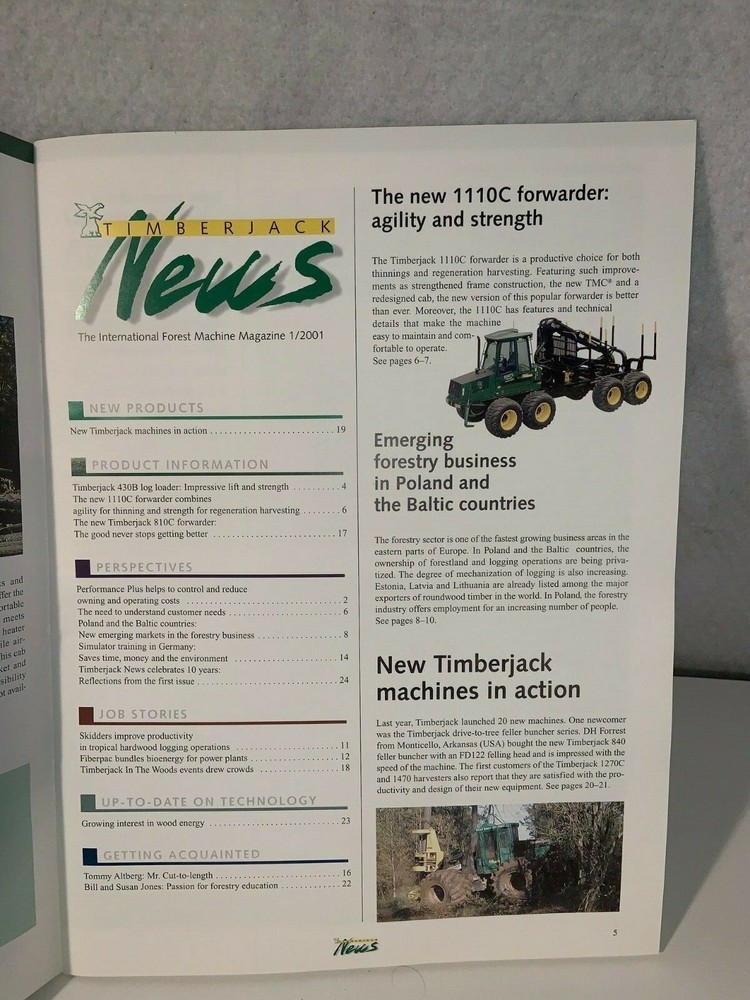 TIMBERJACK
News
The International Forest Machine Magazine 1/2001
NEW PRODUCTS
New Timberjack machines in action ................................. 19
PRODUCT INFORMATION
Timberjack 430B log loader: Impressive lift and strength .......... 4
The new 1110C forwarder combines
agility for thinning and strength for regeneration harvesting ....... 6
The new Timberjack 810C forwarder:
The good never stops getting better ................................ 17
PERSPECTIVES
Performance Plus helps to control and reduce
owning and operating costs ........................................ 2
The need to understand customer needs ............................ 6
Poland and the Baltic countries:
New emerging markets in the forestry business .................... 8
Simulator training in Germany:
Saves time, money and the environment ........................... 14
Timberjack News celebrates 10 years:
Reflections from the first issue .................................... 24
JOB STORIES
Skidders improve productivity
in tropical hardwood logging operations ........................... 11
Fiberpac bundles bioenergy for power plants ....................... 12
Timberjack In The Woods events drew crowds ..................... 18
UP-TO-DATE ON TECHNOLOGY
Growing interest in wood energy .................................. 23
GETTING ACQUAINTED
Tommy Altberg: Mr. Cut-to-length ................................ 16
Bill and Susan Jones: Passion for forestry education ............... 22
The new 1110C forwarder:
agility and strength
The Timberjack 1110C forwarder is a productive choice for both
thinnings and regeneration harvesting. Featuring such improve-
ments as strengthened frame construction, the new TMC® and a
redesigned cab, the new version of this popular forwarder is better
than ever. Moreover, the 1110C has features and technical
details that make the machine
easy to maintain and com-
fortable to operate.
See pages 6–7.
Emerging
forestry business
in Poland and
the Baltic countries
The forestry sector is one of the fastest growing business areas in the
eastern parts of Europe. In Poland and the Baltic countries, the
ownership of forestland and logging operations are being priva-
tized. The degree of mechanization of logging is also increasing.
Estonia, Latvia and Lithuania are already listed among the major
exporters of roundwood timber in the world. In Poland, the forestry
industry offers employment for an increasing number of people.
See pages 8–10.
New Timberjack
machines in action
Last year, Timberjack launched 20 new machines. One newcomer
was the Timberjack drive-to-tree feller buncher series. DH Forrest
from Monticello, Arkansas (USA) bought the new Timberjack 840
feller buncher with an FD122 felling head and is impressed with the
speed of the machine. The first customers of the Timberjack 1270C
and 1470 harvesters also report that they are satisfied with the pro-
ductivity and design of their new equipment. See pages 20–21.
News
5